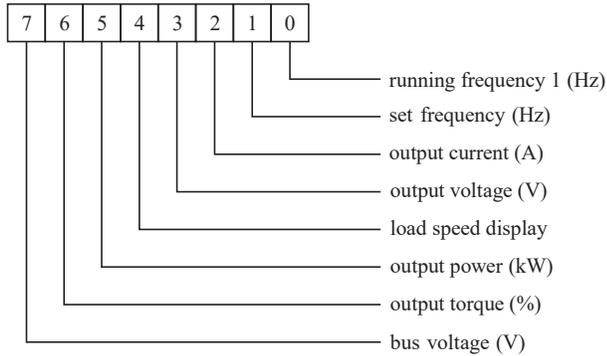 7 6 5 4 3 2 1 0
running frequency 1 (Hz)
set frequency (Hz)
output current (A)
output voltage (V)
load speed display
output power (kW)
output torque (%)
bus voltage (V)